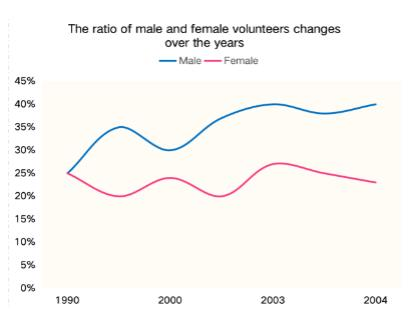 The ratio of male and female volunteers changes
over the years
Male Female
45%
40%
35%
30%
25%
20%
15%
10%
5%
0%
1990 2000 2003 2004